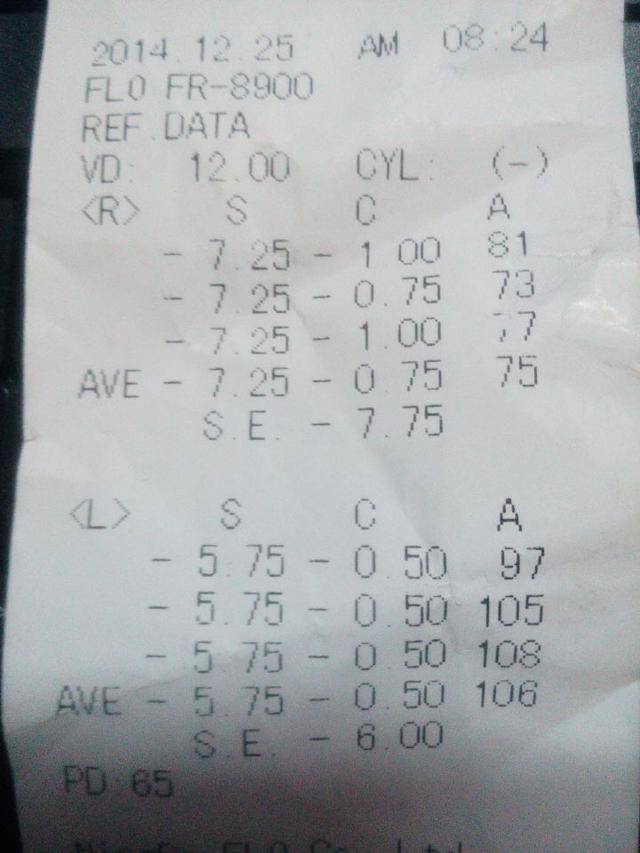 2014.12.25 AM 08:24
FLO FR-8900
REF.DATA
VD: 12.00 CYL: (-)
<R> S C A
- 7.25 - 1.00 81
- 7.25 - 0.75 73
- 7.25 - 1.00 77
AVE - 7.25 - 0.75 75
S.E. - 7.75
<L> S C A
- 5.75 - 0.50 97
- 5.75 - 0.50 105
- 5.75 - 0.50 108
AVE - 5.75 - 0.50 106
S.E. - 6.00
PD:65
FLO Co. Ltd